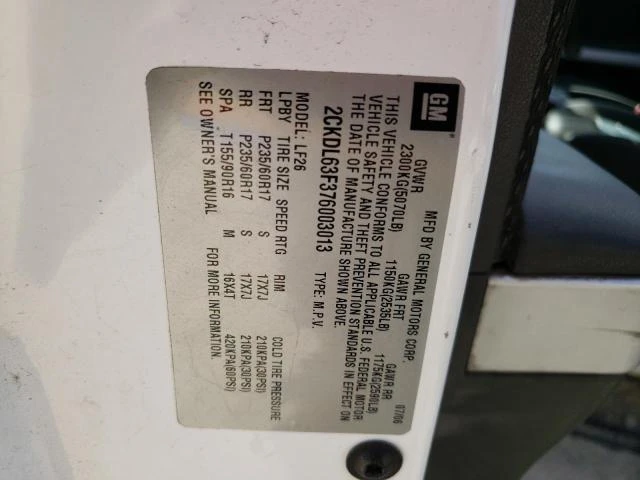 GM
MFD BY GENERAL MOTORS CORP. 07/06
GVWR GAWR FRT GAWR RR
2300KG(5070LB) 1150KG(2535LB) 1175KG(2590LB)
THIS VEHICLE CONFORMS TO ALL APPLICABLE U.S. FEDERAL MOTOR
VEHICLE SAFETY AND THEFT PREVENTION STANDARDS IN EFFECT ON
THE DATE OF MANUFACTURE SHOWN ABOVE.
2CKDL63F376003013 TYPE: M.P.V.
MODEL: LF26
LPBY TIRE SIZE SPEED RTG RIM COLD TIRE PRESSURE
FRT P235/60R17 S 17X7J 210KPA(30PSI)
RR P235/60R17 S 17X7J 210KPA(30PSI)
SPA T155/90R16 M 16X4T 420KPA(60PSI)
SEE OWNER'S MANUAL FOR MORE INFORMATION.